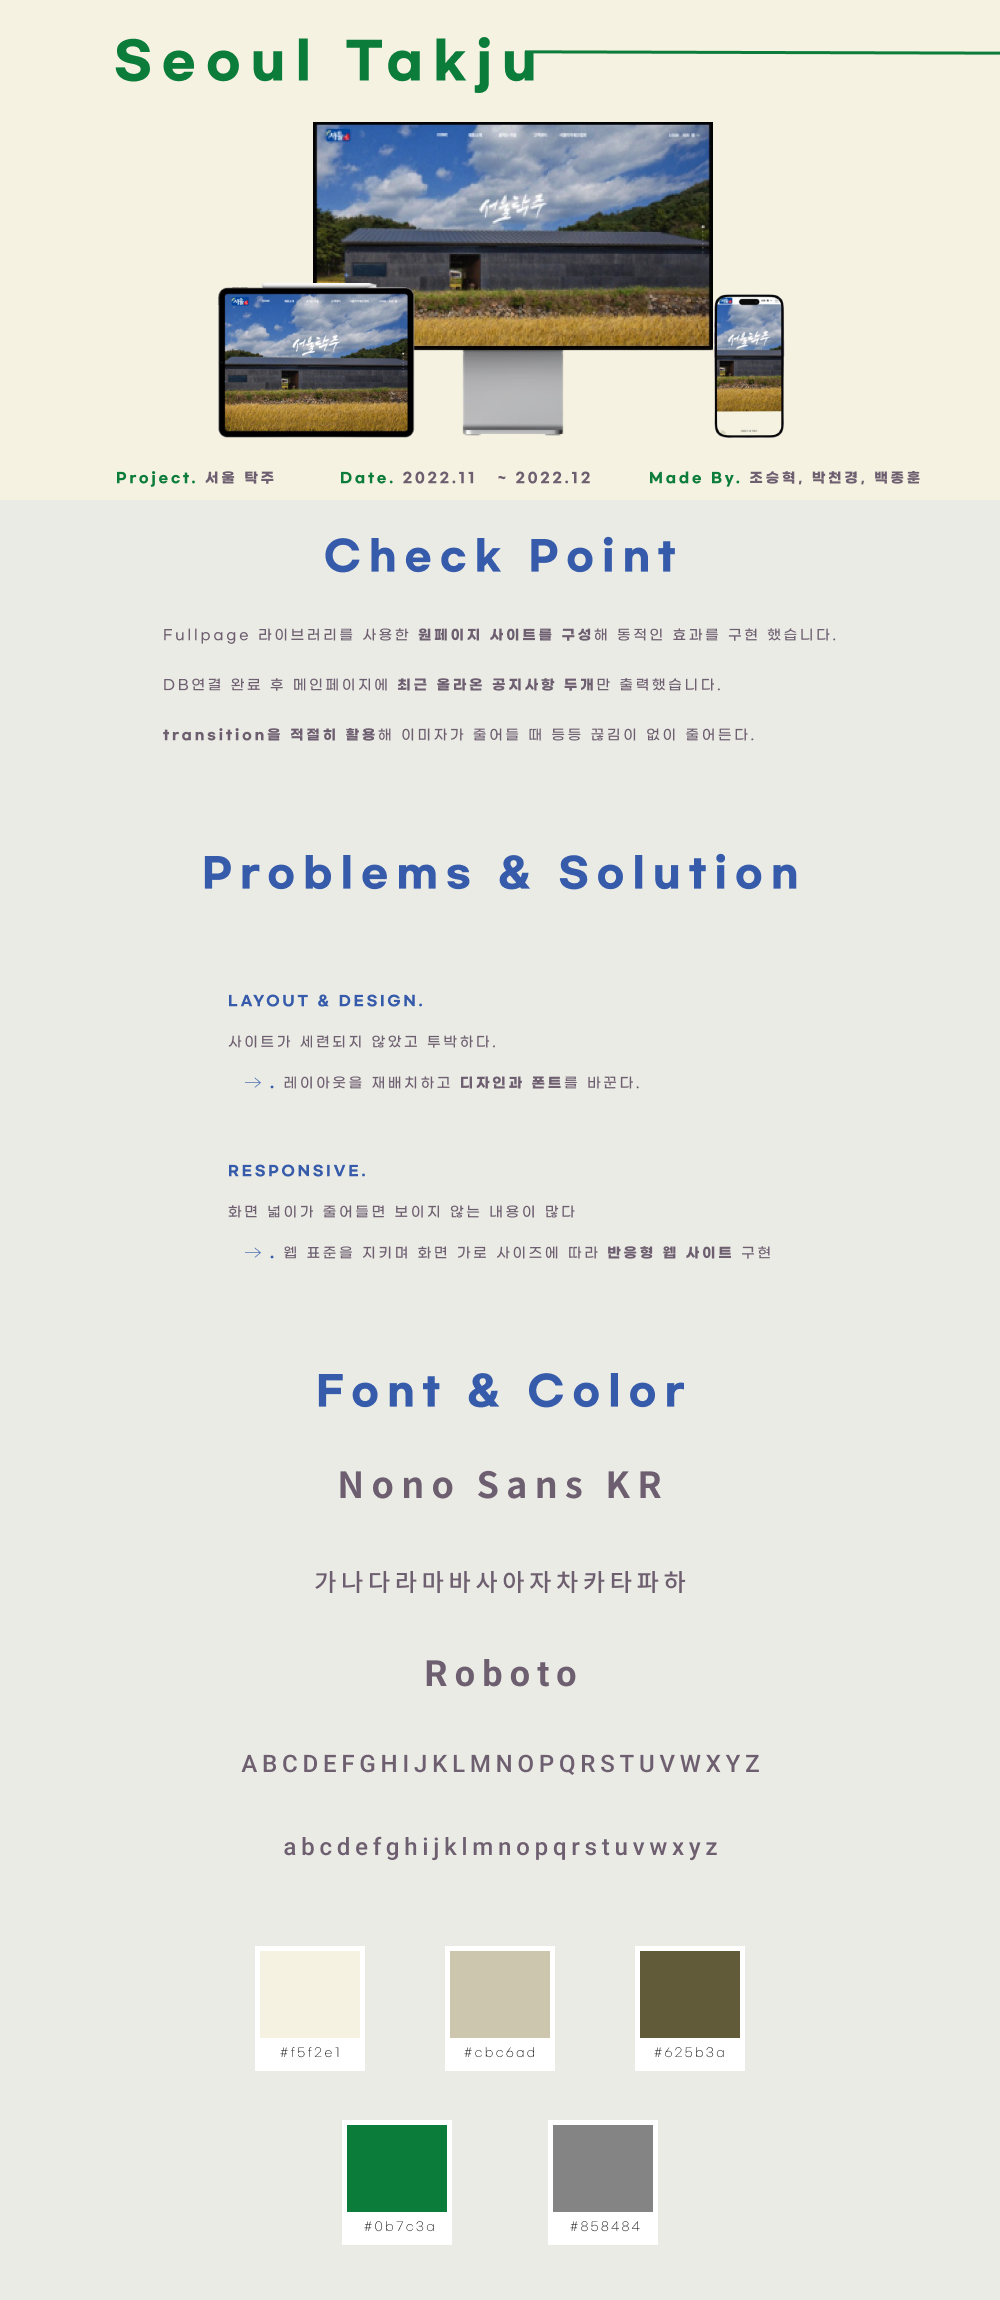 Seoul Takju
서울탁주
서울탁주
서울탁주
Project. 서울 탁주
Date. 2022.11 ~ 2022.12
Made By. 조승혁, 박천경, 백종훈
Check Point
Fullpage 라이브러리를 사용한 원페이지 사이트를 구성해 동적인 효과를 구현 했습니다.
DB연결 완료 후 메인페이지에 최근 올라온 공지사항 두개만 출력했습니다.
transition을 적절히 활용해 이미자가 줄어들 때 등등 끊김이 없이 줄어든다.
Problems & Solution
LAYOUT & DESIGN.
사이트가 세련되지 않았고 투박하다.
→ . 레이아웃을 재배치하고 디자인과 폰트를 바꾼다.
RESPONSIVE.
화면 넓이가 줄어들면 보이지 않는 내용이 많다
→ . 웹 표준을 지키며 화면 가로 사이즈에 따라 반응형 웹 사이트 구현
Font & Color
Nono Sans KR
가나다라마바사아자차카타파하
Roboto
ABCDEFGHIJKLMNOPQRSTUVWXYZ
abcdefghijklmnopqrstuvwxyz
#f5f2e1
#cbc6ad
#625b3a
#0b7c3a
#858484